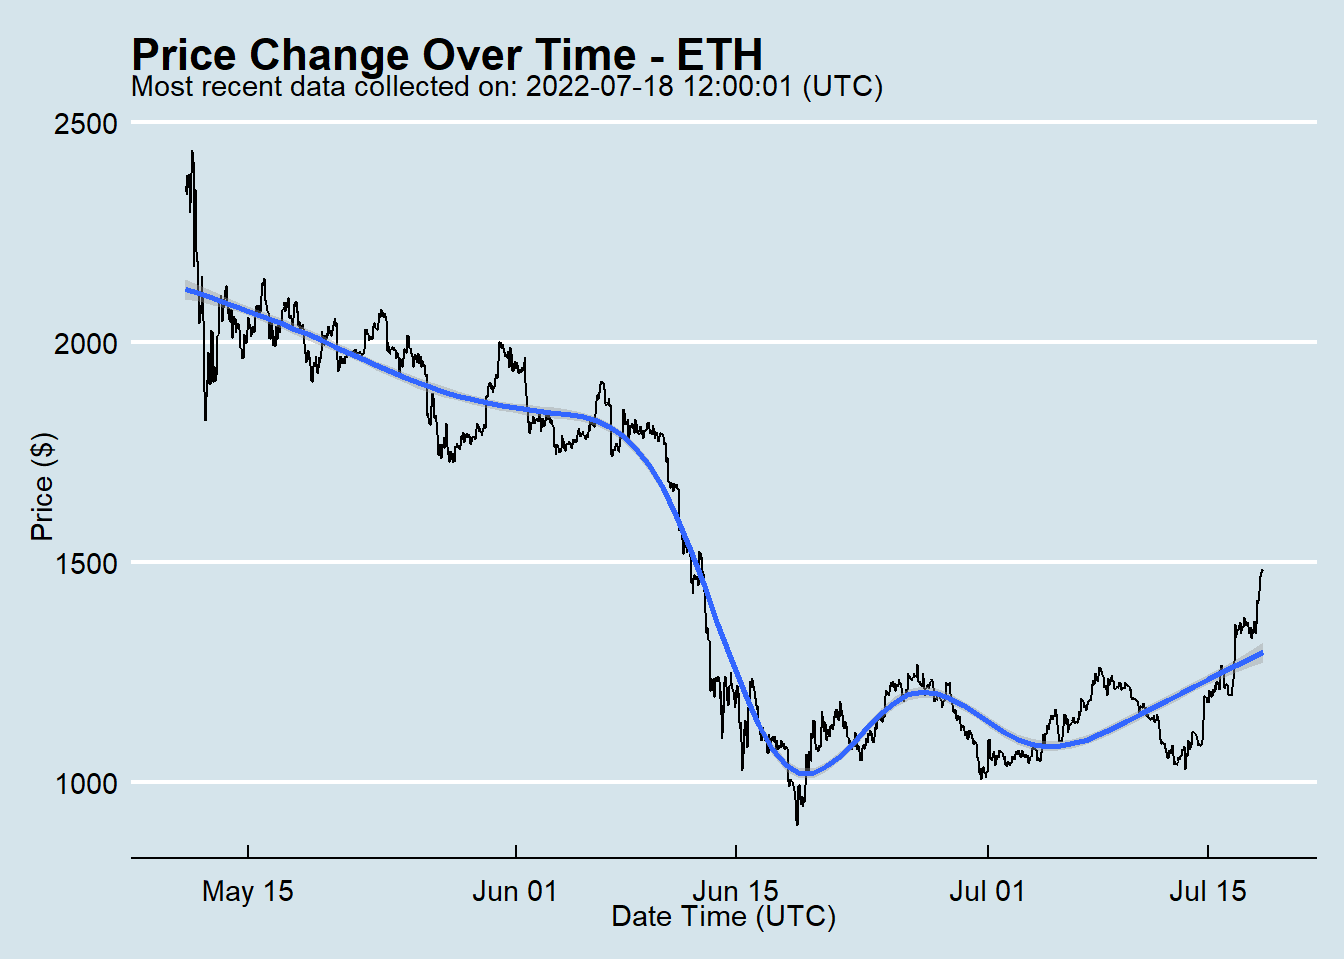 Price Change Over Time - ETH
Most recent data collected on: 2022-07-18 12:00:01 (UTC)
2500
2000
1500
1000
Price ($)
May 15
Jun 01
Jun 15
Jul 01
Jul 15
Date Time (UTC)